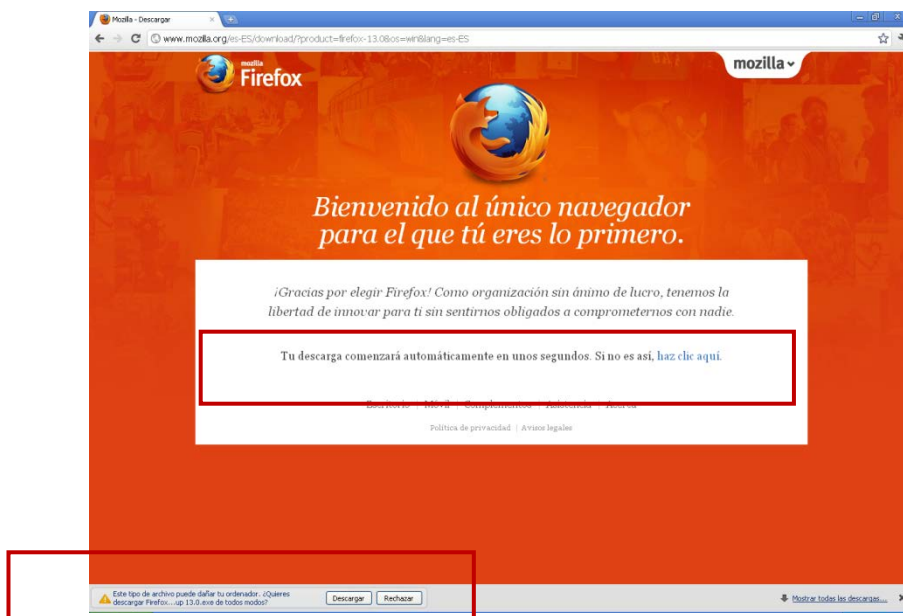 Mozilla - Descargar
www.mozilla.org/es-ES/download/?product=firefox-13.0&os=win&lang=es-ES
mozilla
Firefox
mozilla
Bienvenido al único navegador
para el que tú eres lo primero.
¡Gracias por elegir Firefox! Como organización sin ánimo de lucro, tenemos la
libertad de innovar para ti sin sentirnos obligados a comprometernos con nadie.
Tu descarga comenzará automáticamente en unos segundos. Si no es así, haz clic aquí.
Escritorio | Móvil | Complementos | Asistencia | Acerca
Política de privacidad | Avisos legales
Este tipo de archivo puede dañar tu ordenador. ¿Quieres
descargar Firefox...up 13.0.exe de todos modos?
Descargar
Rechazar
Mostrar todas las descargas...